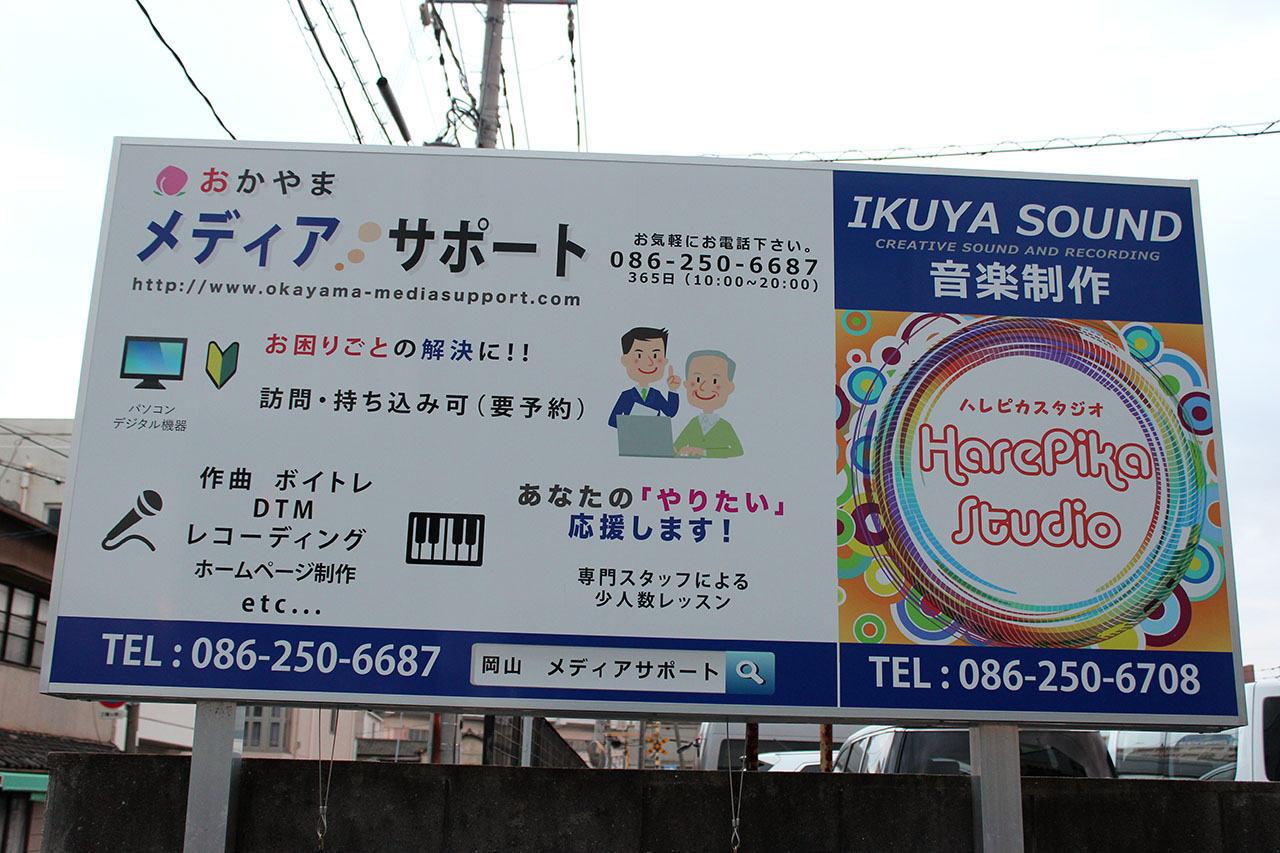 おかやま
メディア サポート
http://www.okayama-mediasupport.com
お気軽にお電話下さい。
086-250-6687
365日 (10:00~20:00)
お困りごとの解決に!!
訪問・持ち込み可(要予約)
パソコン
デジタル機器
作曲 ボイトレ
DTM
レコーディング
ホームページ制作
etc...
あなたの「やりたい」
応援します!
専門スタッフによる
少人数レッスン
TEL : 086-250-6687
岡山 メディアサポート
IKUYA SOUND
CREATIVE SOUND AND RECORDING
音楽制作
ハレピカスタジオ
HarePika
Studio
TEL : 086-250-6708